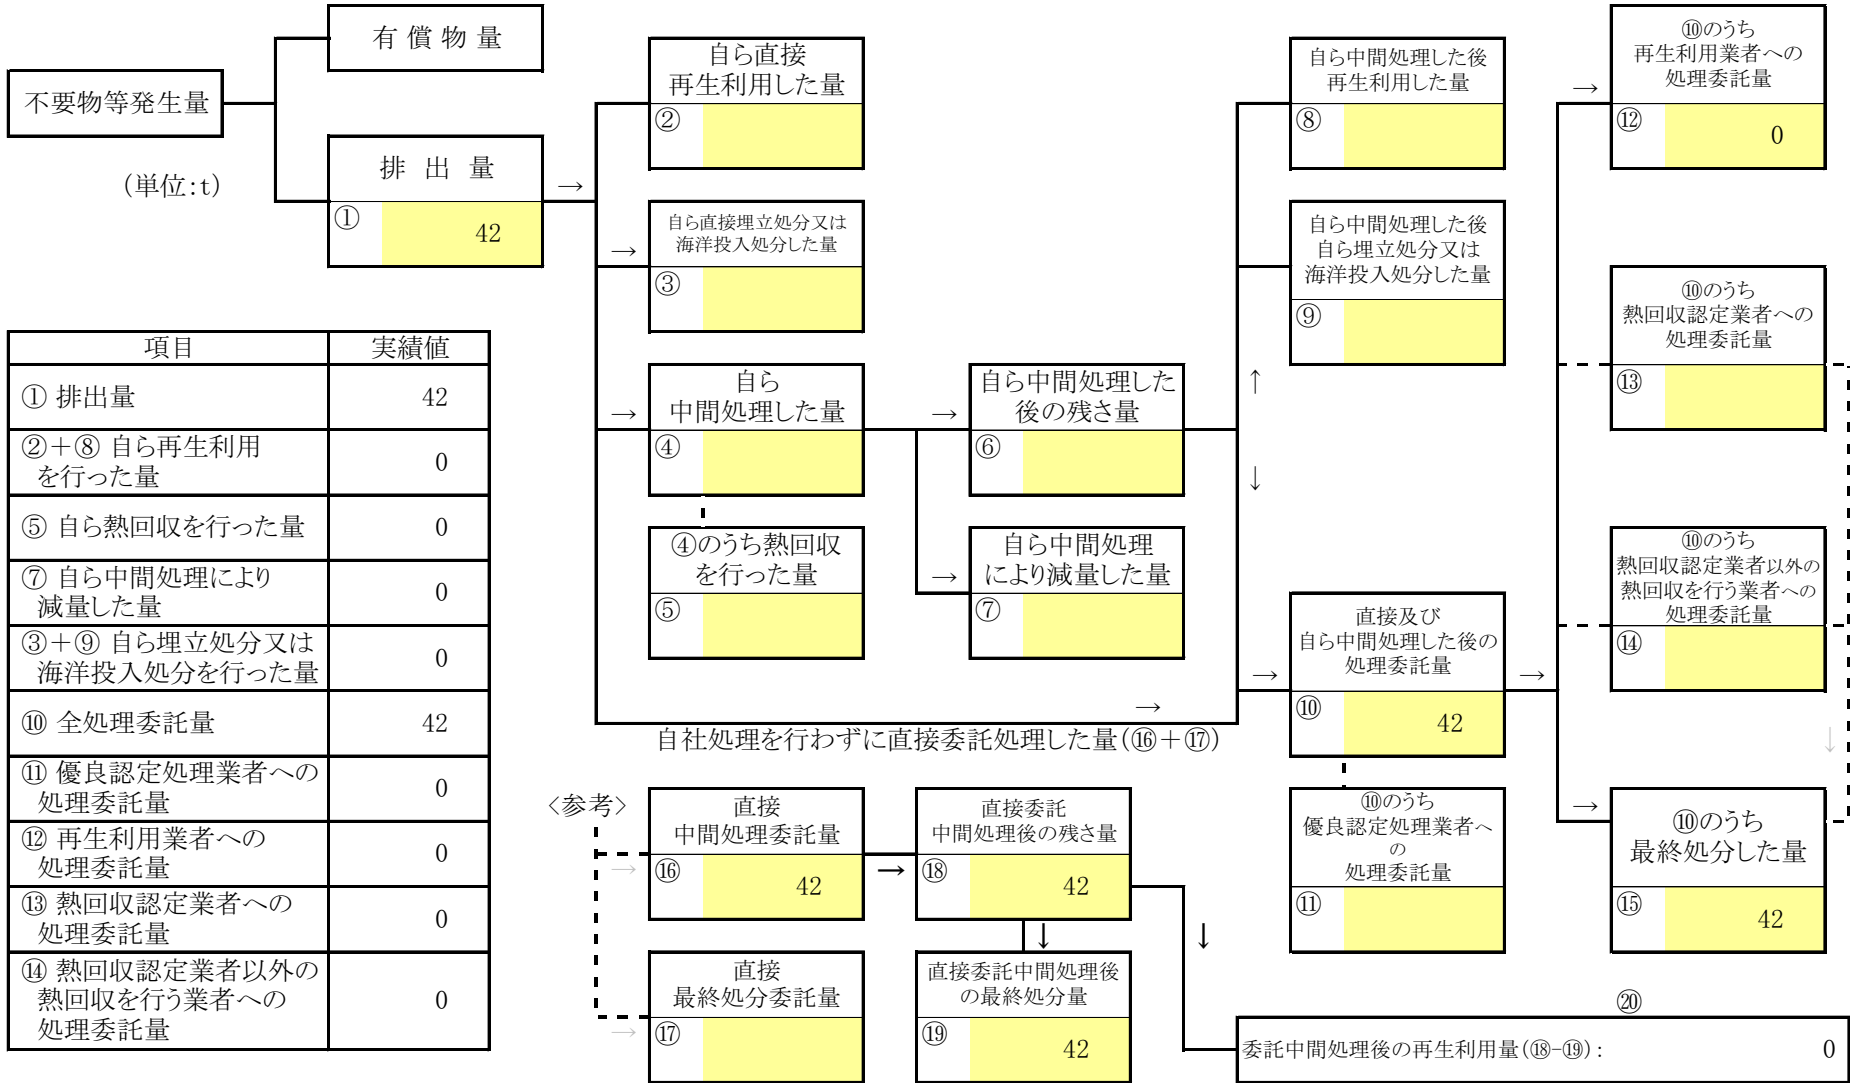 有償物量
不要物等発生量
(単位:t)
排出量
①
42
→
自ら直接
再生利用した量
②
→
自ら直接埋立処分又は
海洋投入処分した量
③
→
自ら
中間処理した量
④
④のうち熱回収
を行った量
⑤
→
自ら中間処理した
後の残さ量
⑥
→
自ら中間処理
により減量した量
⑦
↑
↓
自ら中間処理した後
再生利用した量
⑧
自ら中間処理した後
自ら埋立処分又は
海洋投入処分した量
⑨
→
直接及び
自ら中間処理した後の
処理委託量
⑩
42
→
自社処理を行わずに直接委託処理した量(⑯+⑰)
⑩のうち
優良認定処理業者へ
の
処理委託量
⑪
→
→
⑩のうち
再生利用業者への
処理委託量
⑫
0
⑩のうち
熱回収認定業者への
処理委託量
⑬
⑩のうち
熱回収認定業者以外の
熱回収を行う業者への
処理委託量
⑭
↓
→
⑩のうち
最終処分した量
⑮
42
項目 実績値
① 排出量 42
②+⑧ 自ら再生利用
を行った量 0
⑤ 自ら熱回収を行った量 0
⑦ 自ら中間処理により
減量した量 0
③+⑨ 自ら埋立処分又は
海洋投入処分を行った量 0
⑩ 全処理委託量 42
⑪ 優良認定処理業者への
処理委託量 0
⑫ 再生利用業者への
処理委託量 0
⑬ 熱回収認定業者への
処理委託量 0
⑭ 熱回収認定業者以外の
熱回収を行う業者への
処理委託量 0
<参考>
→
直接
中間処理委託量
⑯
42
→
直接委託
中間処理後の残さ量
⑱
42
↓
↓
→
直接
最終処分委託量
⑰
直接委託中間処理後
の最終処分量
⑲
42
⑳
委託中間処理後の再生利用量(⑱-⑲): 0